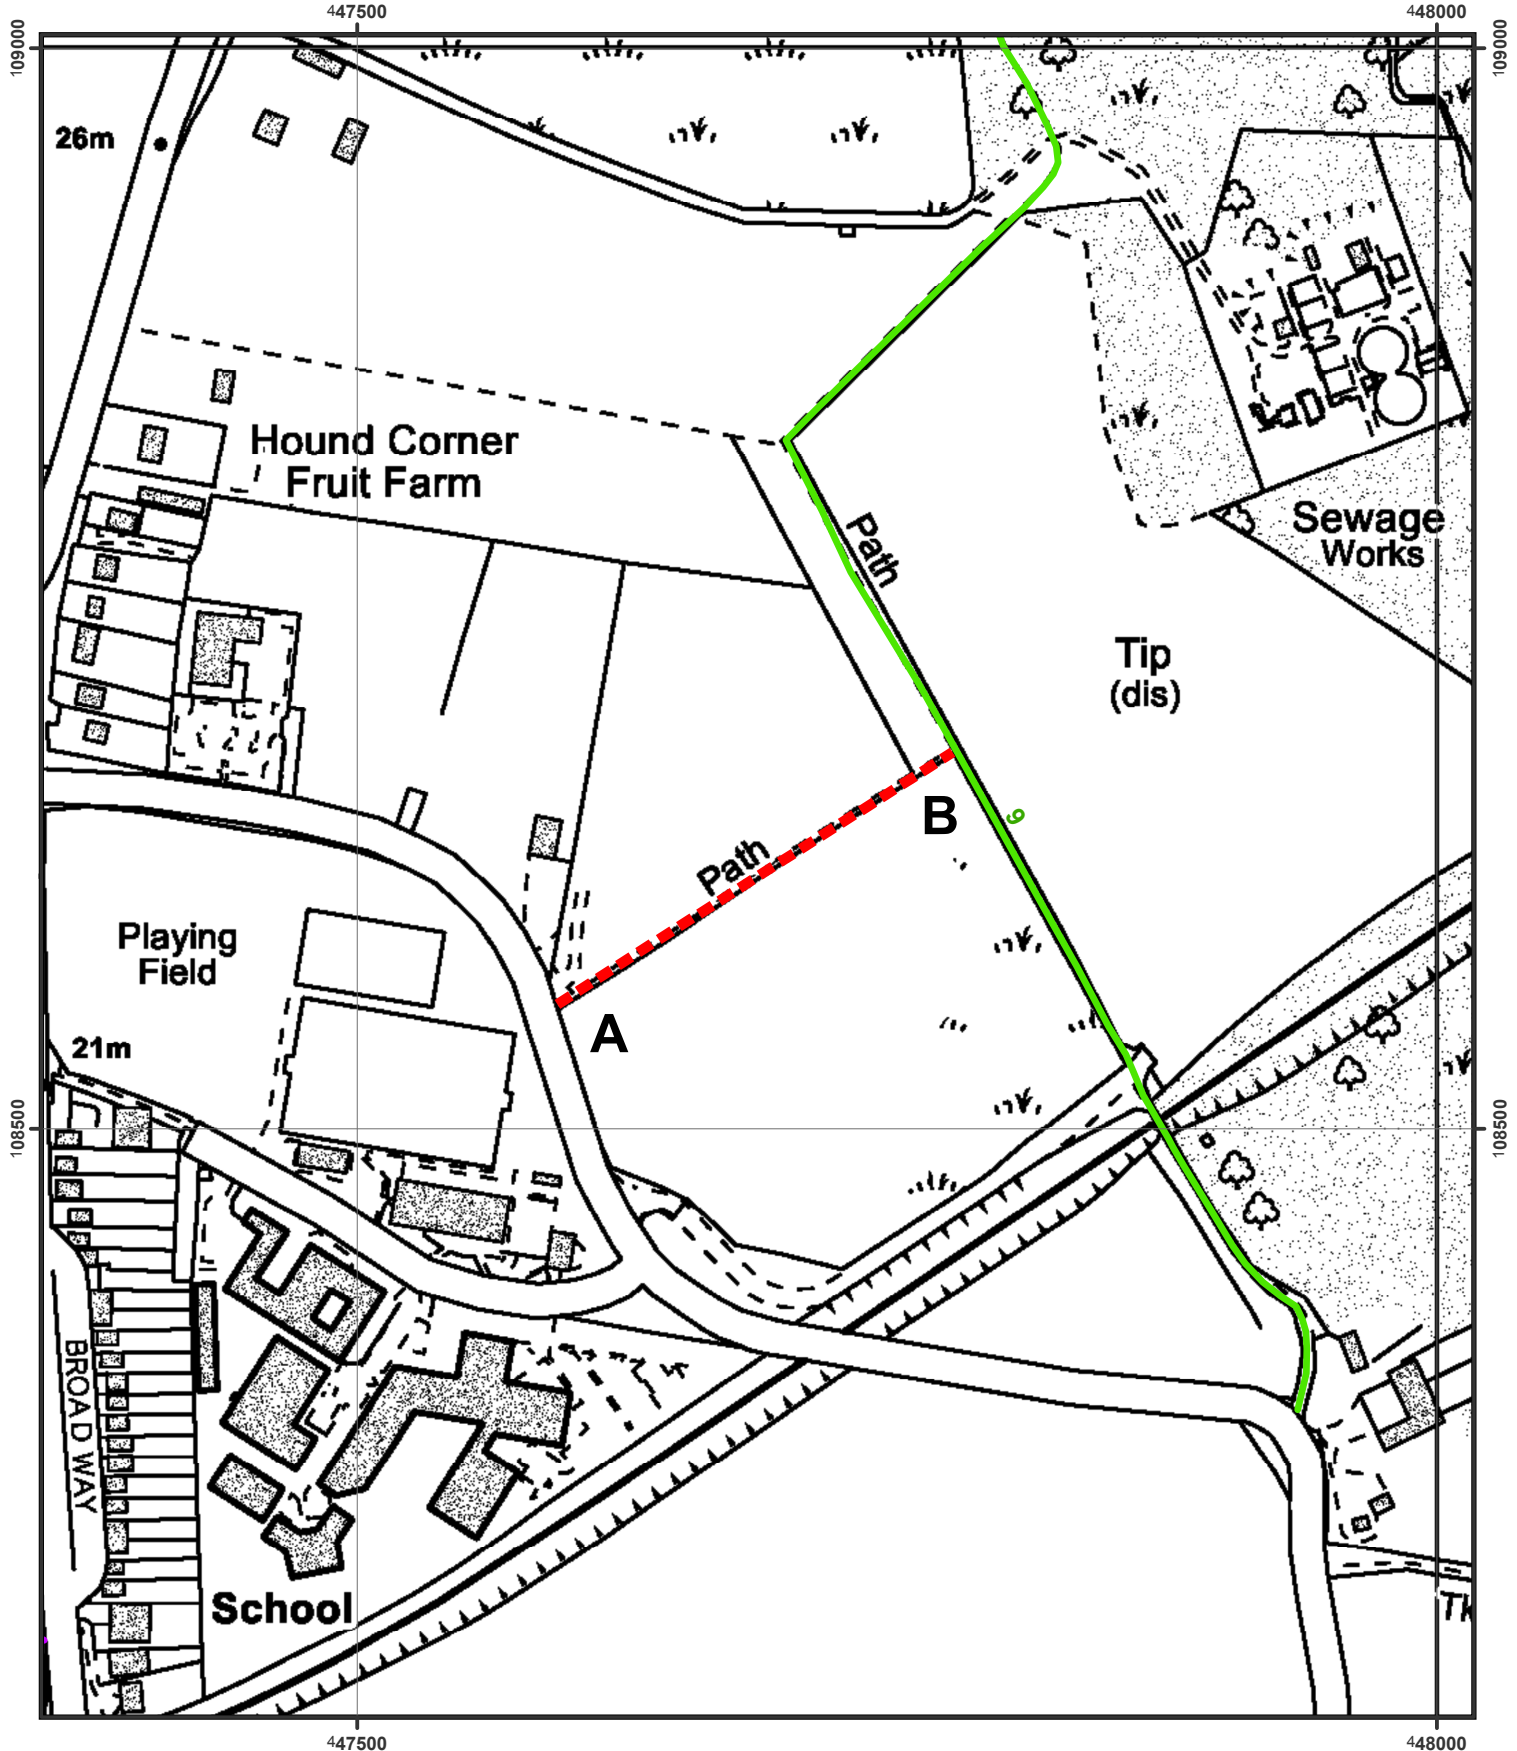 447500
448000
109000
109000
26m
Hound Corner
Fruit Farm
Path
Sewage
Works
Tip
(dis)
B
9
Path
Playing
Field
A
21m
108500
108500
BROAD WAY
School
447500
448000